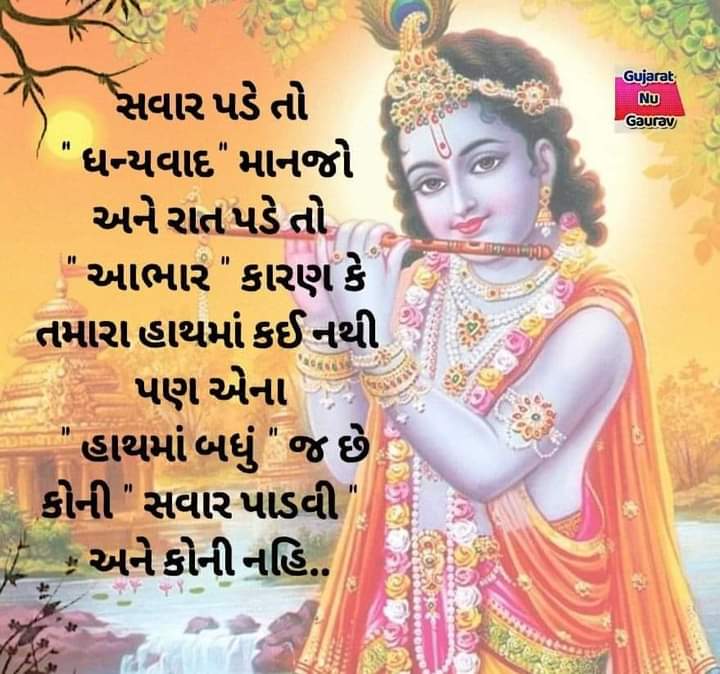 સવાર પડે તો
" ધન્યવાદ" માનજો
અને રાત પડે તો
" આભાર " કારણ કે
તમારા હાથમાં કઈ નથી
પણ એના
" હાથમાં બધું " જ છે
કોની " સવાર પાડવી "
અને કોની નહિ..
Gujarat
Nu
Gaurav